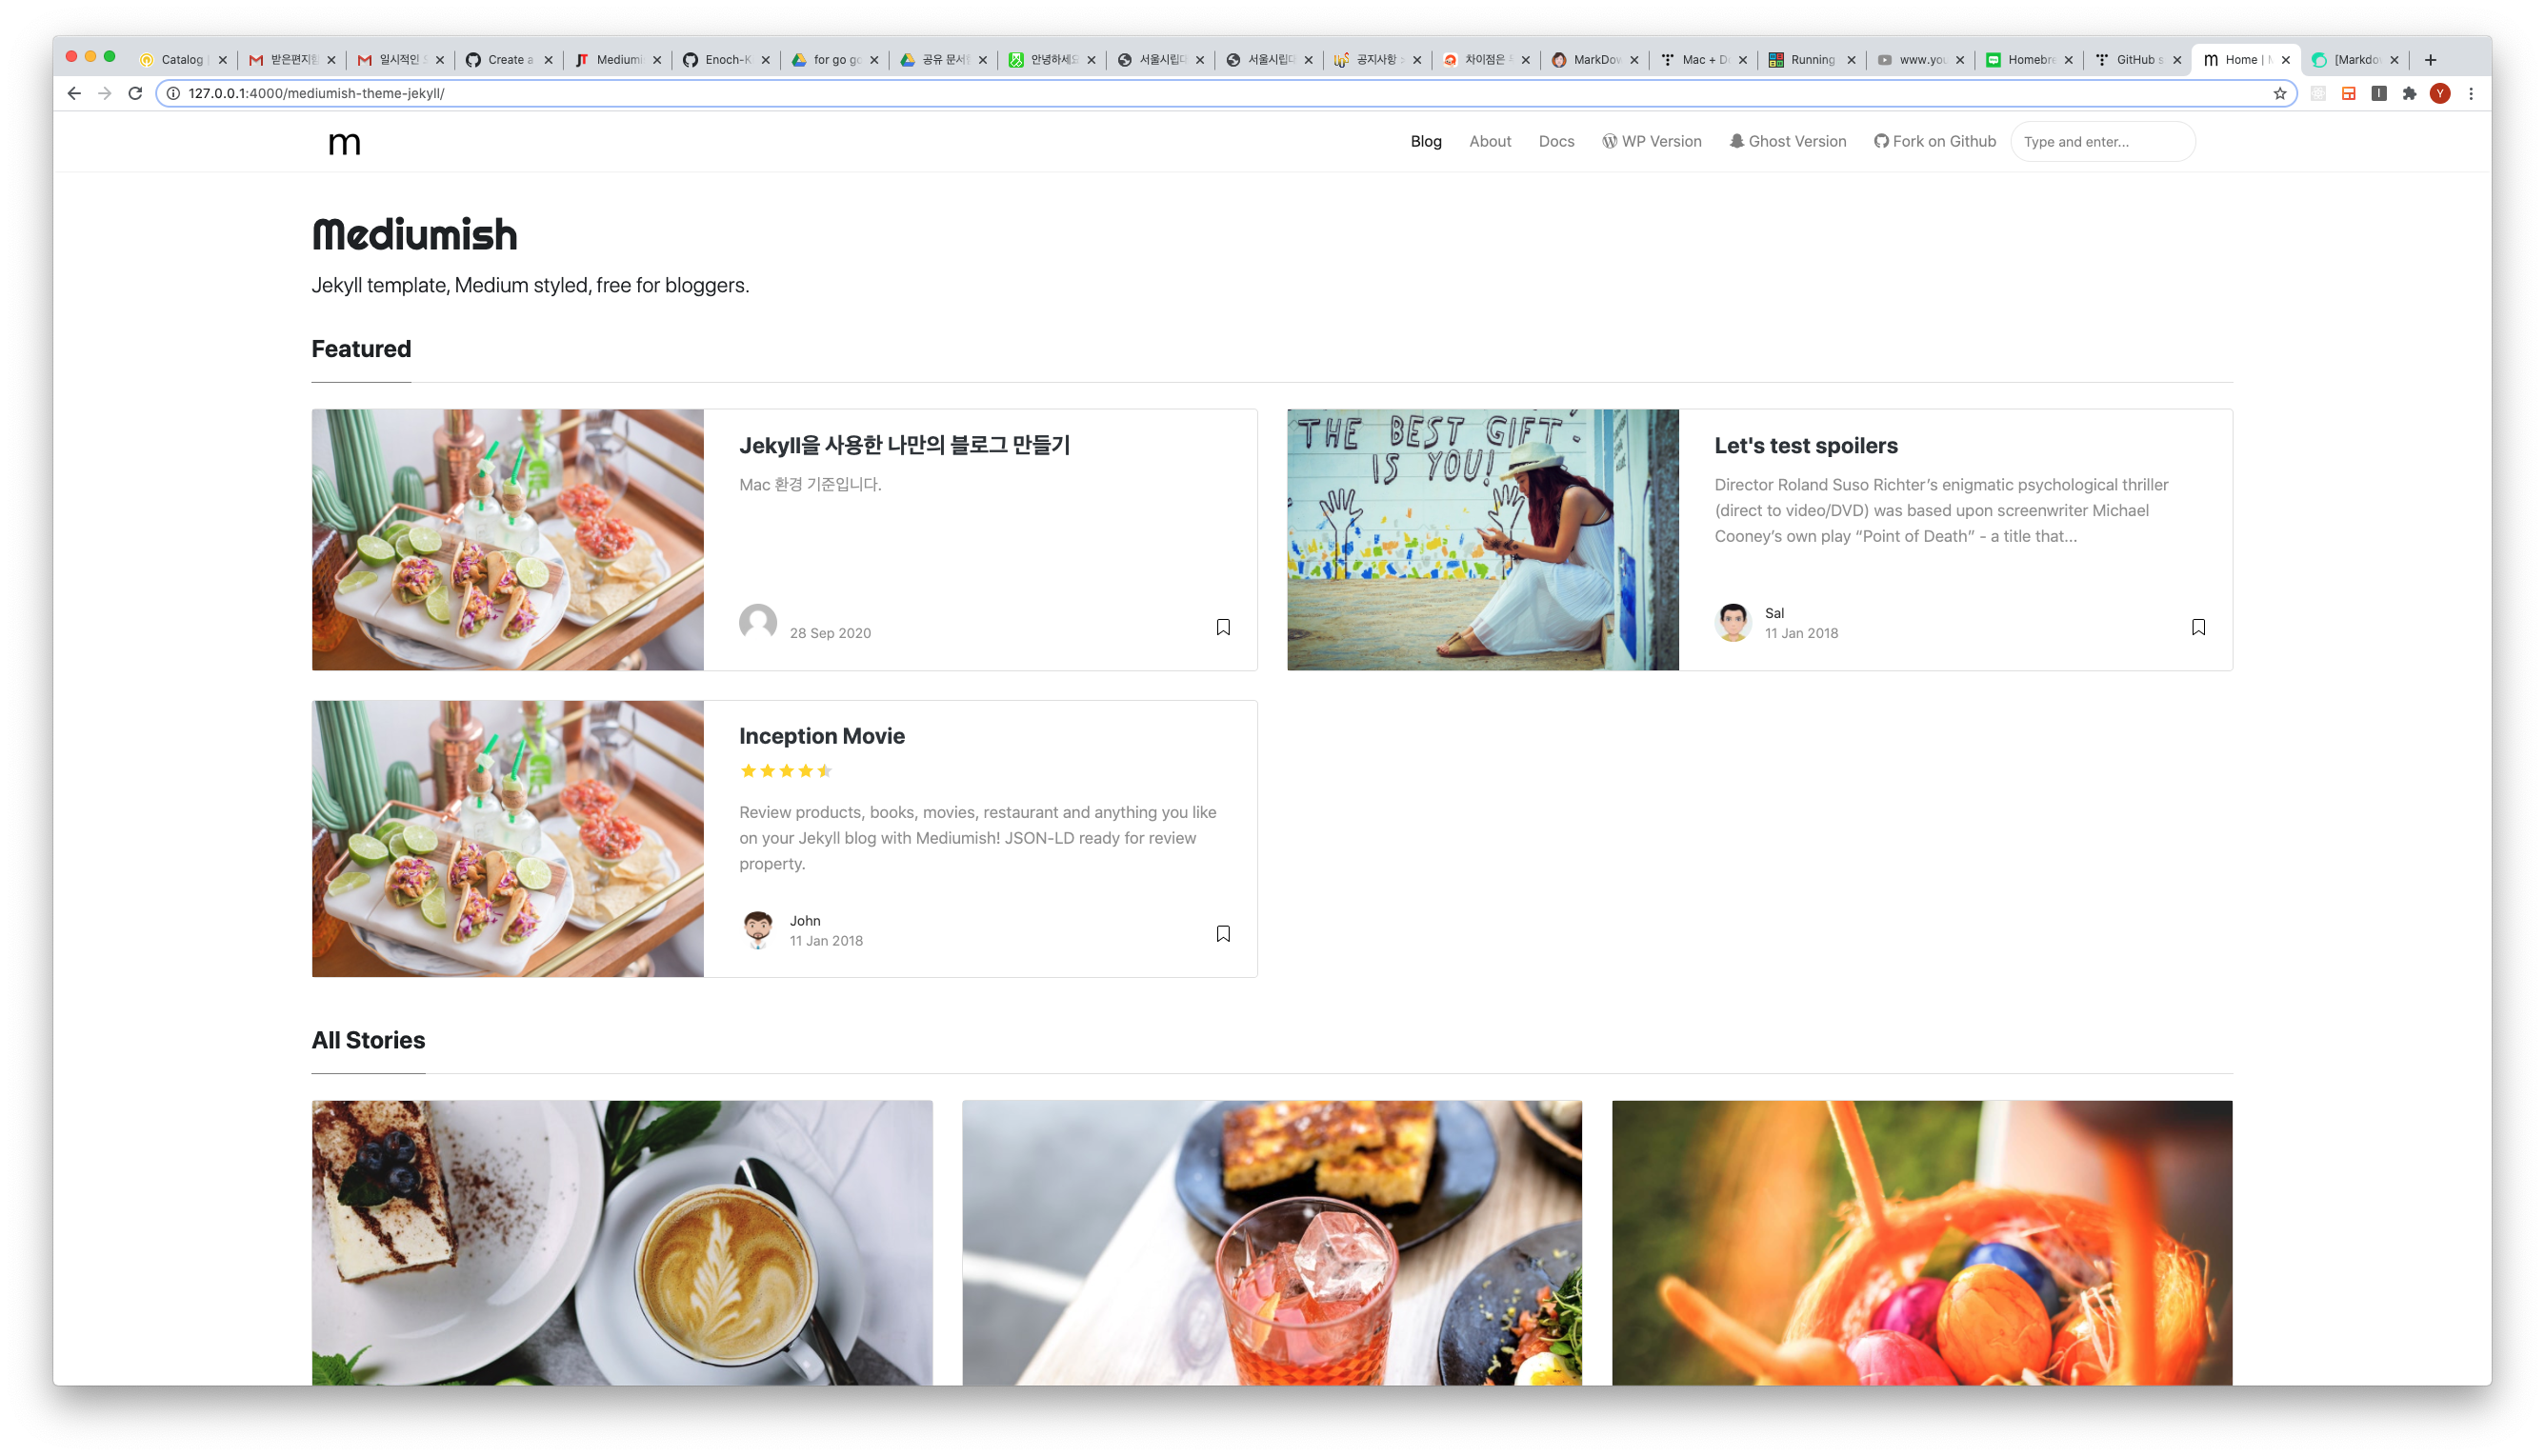 Catalog
받은편지함
일시적인
Create a
Mediumi
Enoch-K
for go go
공유 문서
안녕하세요
서울시립대
서울시립대
공지사항
차이점은
MarkDow
Mac + D
Running
www.you
Homebre
GitHub s
Home |
[Markdo
127.0.0.1:4000/mediumish-theme-jekyll/
Y
m
Blog
About
Docs
WP Version
Ghost Version
Fork on Github
Type and enter...
Mediumish
Jekyll template, Medium styled, free for bloggers.
Featured
Jekyll을 사용한 나만의 블로그 만들기
Mac 환경 기준입니다.
28 Sep 2020
THE BEST GIFT
IS YOU!
Let's test spoilers
Director Roland Suso Richter’s enigmatic psychological thriller
(direct to video/DVD) was based upon screenwriter Michael
Cooney’s own play “Point of Death” - a title that...
Sal
11 Jan 2018
Inception Movie
Review products, books, movies, restaurant and anything you like
on your Jekyll blog with Mediumish! JSON-LD ready for review
property.
John
11 Jan 2018
All Stories